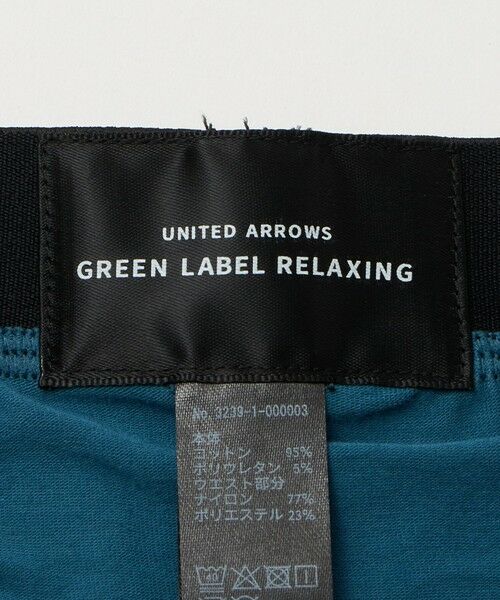 UNITED ARROWS
GREEN LABEL RELAXING
No. 3239-1-000003
本体
コットン 95%
ポリウレタン 5%
ウエスト部分
ナイロン 77%
ポリエステル 23%
40